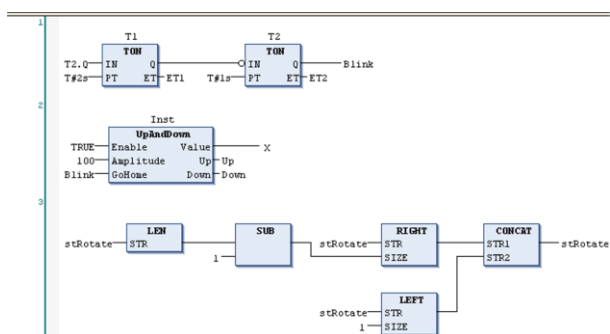 1
T1 T2
TON TON
T2.Q IN Q IN Q Blink
T#2s PT ET ET1 T#1s PT ET ET2
2
Inst
UpAndDown
TRUE Enable Value X
100 Amplitude Up Up
Blink GoHome Down Down
3
LEN SUB RIGHT CONCAT
stRotate STR stRotate STR STR1 stRotate
1 SIZE STR2
LEFT
stRotate STR
1 SIZE